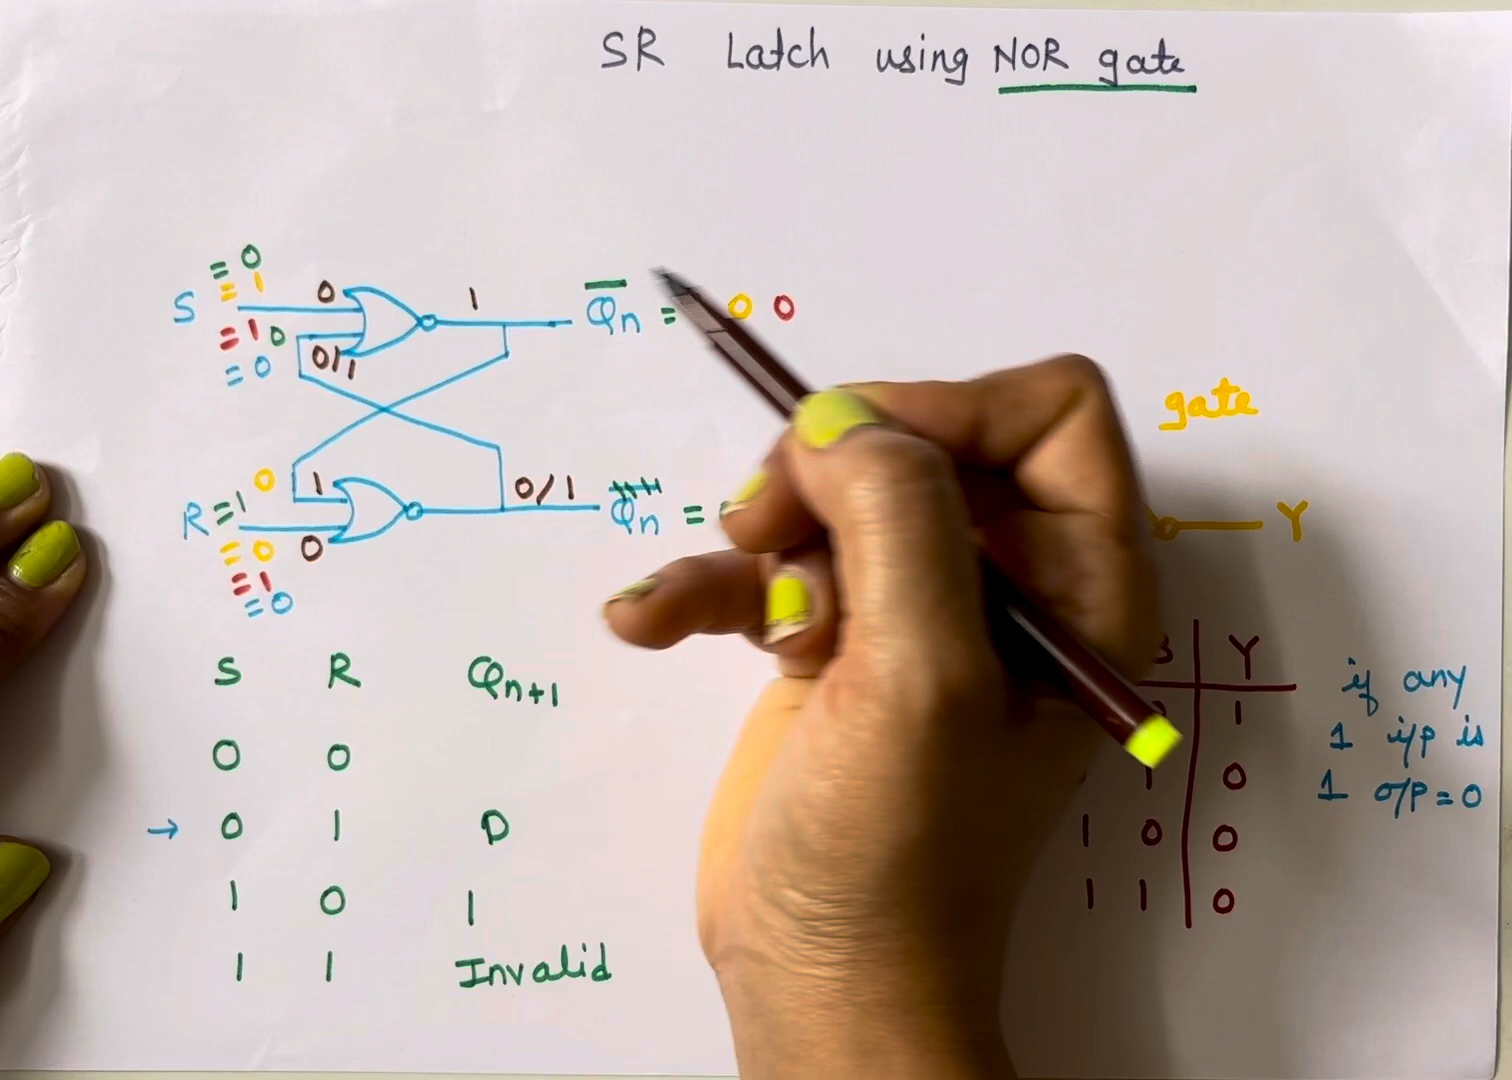 SR Latch using NOR gate
= 0
= 1
S 0 1 Q̅n = 0 0
= 1 0
0/1
= 0
gate
0 1 0/1
R = 1 Qn =
= 0 0 Y
= 1
= 0
S R Qn+1
0 0
→ 0 1 0
1 0 1
1 1 Invalid
Y
1
1 0
1 0 0
1 1 0
if any
1 i/p is
1 o/p = 0